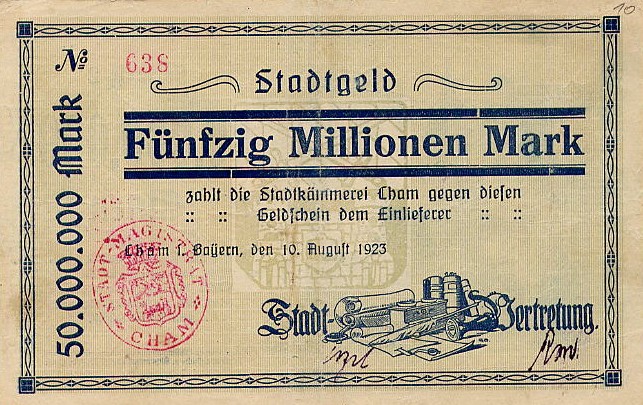 10
№ 638
Stadtgeld
50.000.000 Mark
Fünfzig Millionen Mark
zahlt die Stadtkämmerei Cham gegen diesen
:: :: Geldschein dem Einlieferer :: ::
Cham i. Bayern, den 10. August 1923
STADT-MAGISTRAT
CHAM
Stadt-Vertretung.